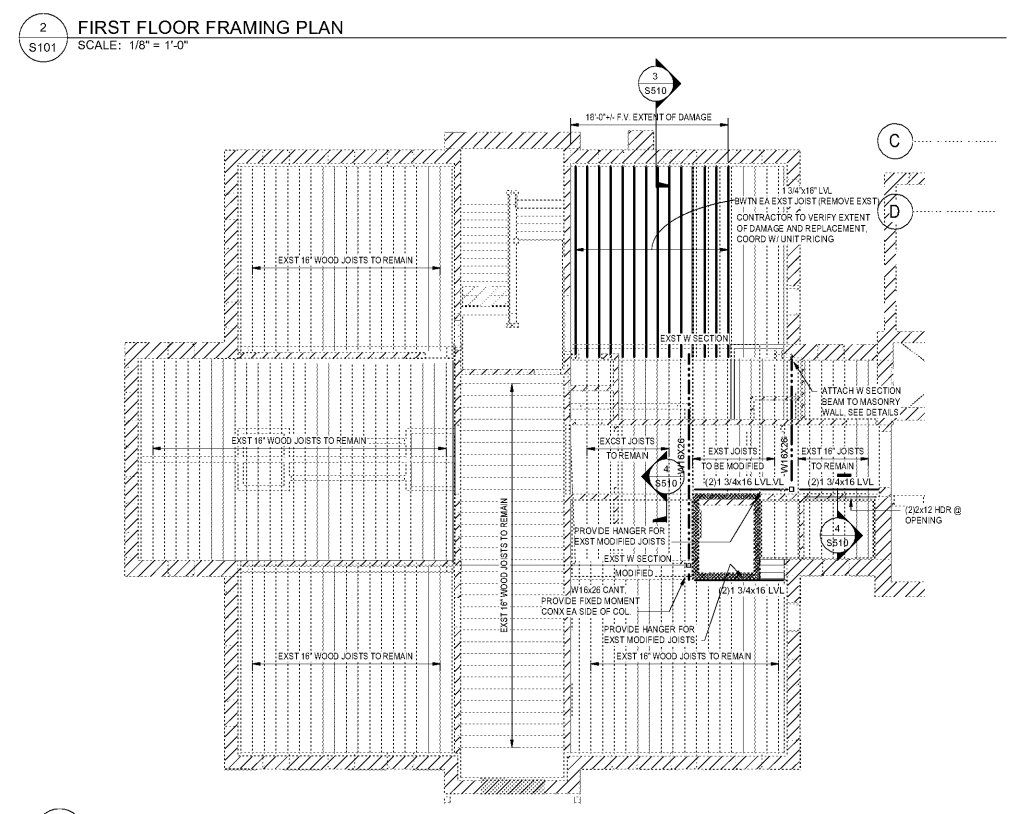 2
S101
FIRST FLOOR FRAMING PLAN
SCALE: 1/8" = 1'-0"
3
S510
18'-0"+/- F.V. EXTENT OF DAMAGE
C
D
1 3/4"x16" LVL
BWTN EA EXST JOIST (REMOVE EXST)
CONTRACTOR TO VERIFY EXTENT
OF DAMAGE AND REPLACEMENT,
COORD W/ UNIT PRICING
EXST 16" WOOD JOISTS TO REMAIN
EXST W SECTION
ATTACH W SECTION
BEAM TO MASONRY
WALL, SEE DETAILS
EXST 16" WOOD JOISTS TO REMAIN
EXCST JOISTS
TO REMAIN
W16X26
EXST JOISTS
TO BE MODIFIED
W16X26
EXST 16" JOISTS
TO REMAIN
4
S510
(2)1 3/4x16 LVL
(2)1 3/4x16 LVL
(2)2x12 HDR @
OPENING
4
S510
EXST 16" WOOD JOISTS TO REMAIN
PROVIDE HANGER FOR
EXST MODIFIED JOISTS
EXST W SECTION
MODIFIED
W16x26 CANT,
PROVIDE FIXED MOMENT
CONX EA SIDE OF COL.
(2)1 3/4x16 LVL
PROVIDE HANGER FOR
EXST MODIFIED JOISTS
EXST 16" WOOD JOISTS TO REMAIN
EXST 16" WOOD JOISTS TO REMAIN